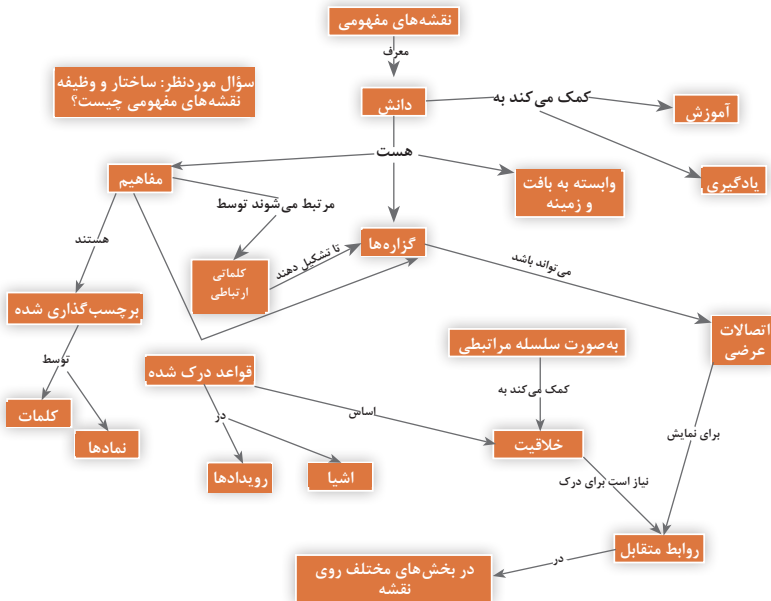 نقشه‌های مفهومی
معرف
سؤال موردنظر: ساختار و وظیفه
نقشه‌های مفهومی چیست؟
دانش
کمک می‌کند به
آموزش
هست
یادگیری
مفاهیم
وابسته به بافت
و زمینه
مرتبط می‌شوند توسط
هستند
گزاره‌ها
تا تشکیل دهند
کلماتی
ارتباطی
می‌تواند باشد
برچسب‌گذاری شده
اتصالات
عرضی
به‌صورت سلسله مراتبطی
توسط
قواعد درک شده
کمک می‌کند به
کلمات
اساس
در
برای نمایش
نمادها
خلاقیت
رویدادها
اشیا
نیاز است برای درک
روابط متقابل
در
در بخش‌های مختلف روی
نقشه